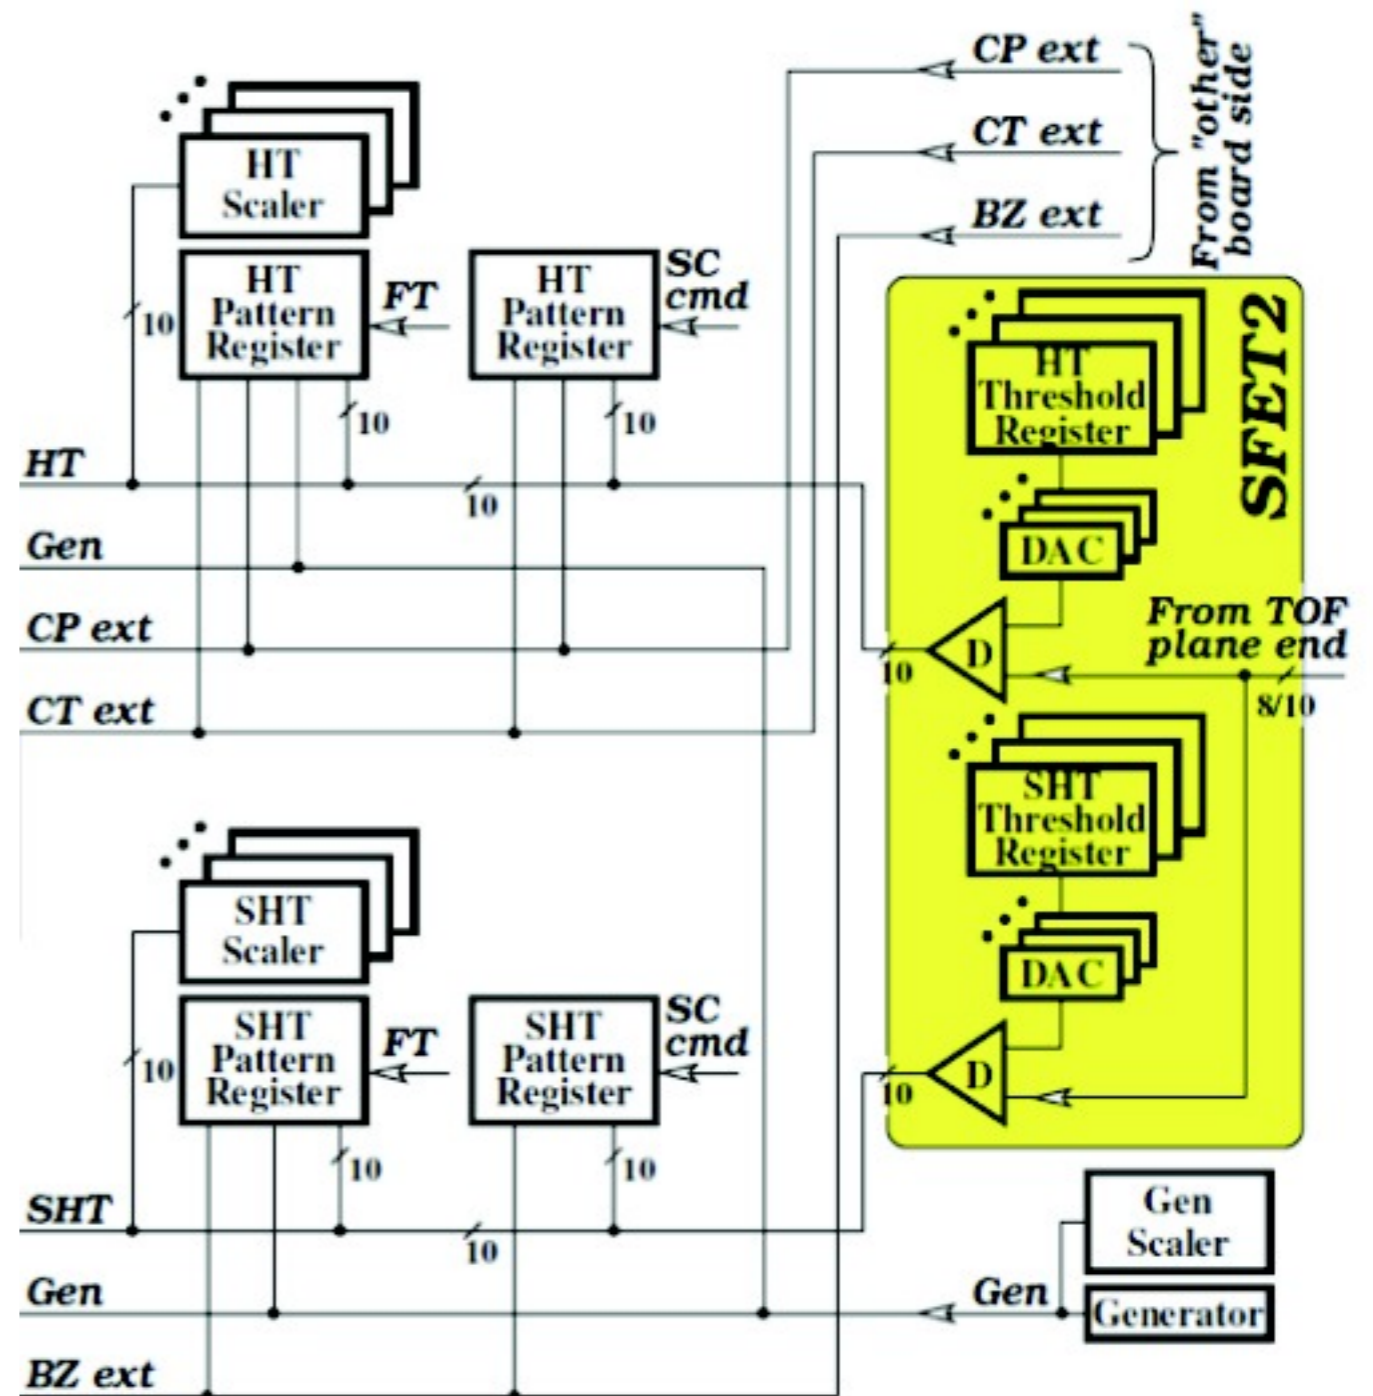 CP ext
CT ext
BZ ext
From "other"
board side
HT
Scaler
HT
Pattern
Register
FT
HT
Pattern
Register
SC
cmd
10
10
10
HT
10
Gen
CP ext
CT ext
SFET2
HT
Threshold
Register
DAC
D
10
From TOF
plane end
8/10
SHT
Threshold
Register
DAC
D
10
SHT
Scaler
SHT
Pattern
Register
FT
SHT
Pattern
Register
SC
cmd
10
10
10
SHT
10
Gen
BZ ext
Gen
Gen
Scaler
Generator